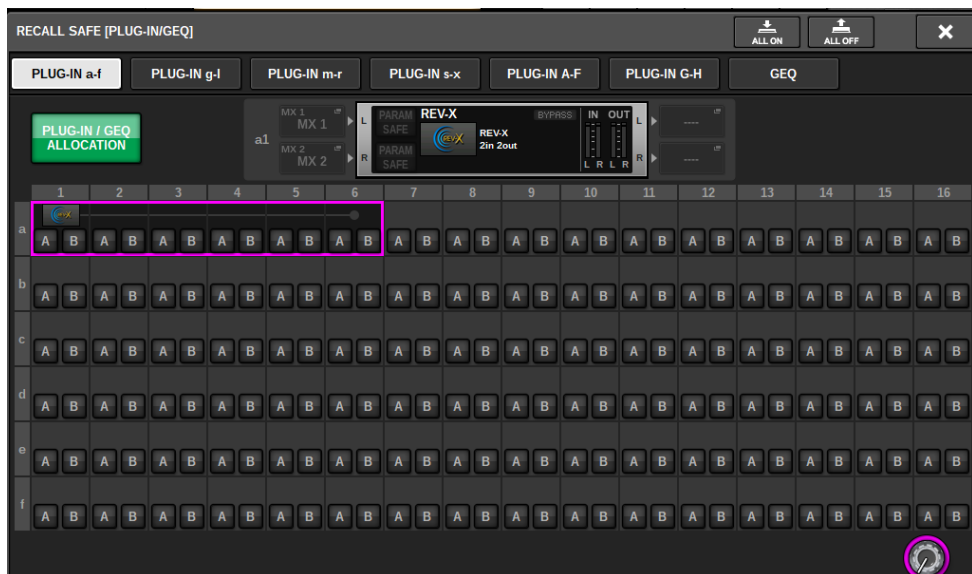 RECALL SAFE [PLUG-IN/GEQ]
ALL ON
ALL OFF
PLUG-IN a-f
PLUG-IN g-l
PLUG-IN m-r
PLUG-IN s-x
PLUG-IN A-F
PLUG-IN G-H
GEQ
PLUG-IN / GEQ
ALLOCATION
a1
MX 1
MX 1
MX 2
MX 2
L
R
PARAM
SAFE
PARAM
SAFE
REV-X
REV-X
REV-X
2in 2out
BYPASS
IN OUT
L R L R
L
R
----
----
1 2 3 4 5 6 7 8 9 10 11 12 13 14 15 16
REV-X
a A B A B A B A B A B A B A B A B A B A B A B A B A B A B A B A B
b A B A B A B A B A B A B A B A B A B A B A B A B A B A B A B A B
c A B A B A B A B A B A B A B A B A B A B A B A B A B A B A B A B
d A B A B A B A B A B A B A B A B A B A B A B A B A B A B A B A B
e A B A B A B A B A B A B A B A B A B A B A B A B A B A B A B A B
f A B A B A B A B A B A B A B A B A B A B A B A B A B A B A B A B